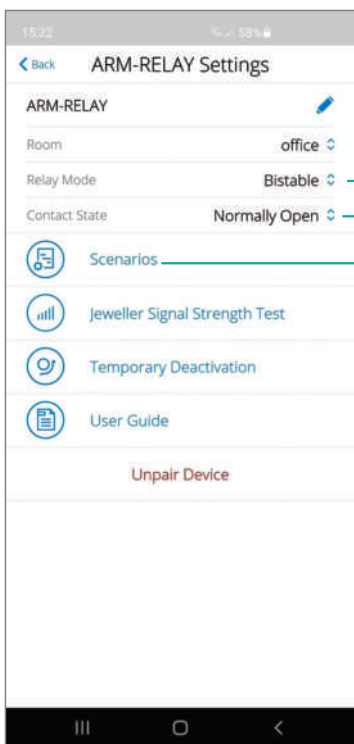 15:22 58%
Back ARM-RELAY Settings
ARM-RELAY
Room office
Relay Mode Bistable
Contact State Normally Open
Scenarios
Jeweller Signal Strength Test
Temporary Deactivation
User Guide
Unpair Device